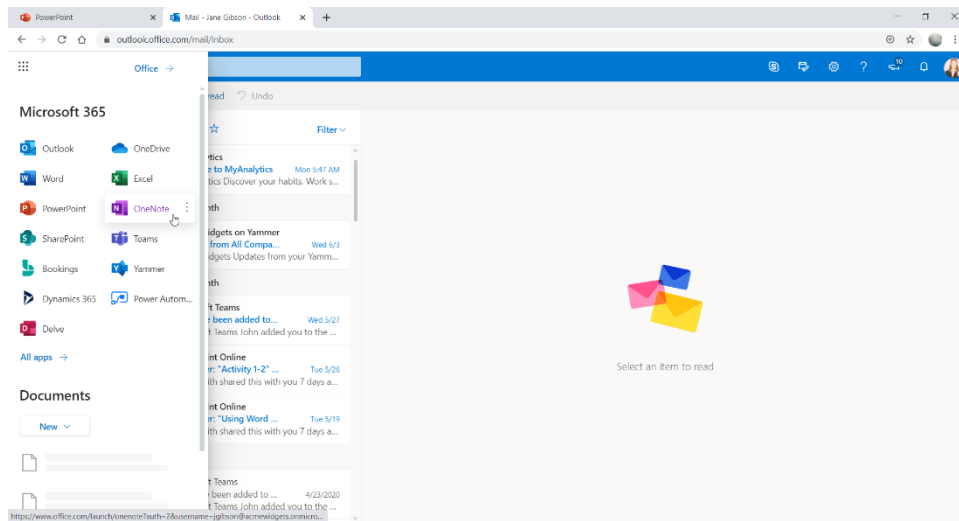 PowerPoint
Mail - Jane Gibson - Outlook
outlook.office.com/mail/inbox
Office →
10
read Undo
Microsoft 365
Filter
Outlook OneDrive
Word Excel
PowerPoint OneNote
SharePoint Teams
Bookings Yammer
Dynamics 365 Power Autom...
Delve
All apps →
Documents
New
ytics
e to MyAnalytics Mon 5:47 AM
tics Discover your habits. Work s...
nth
idgets on Yammer
from All Compa... Wed 6/3
idgets Updates from your Yamm...
nth
ft Teams
been added to... Wed 5/27
t Teams John added you to the ...
int Online
er: "Activity 1-2" ... Tue 5/26
ith shared this with you 7 days a...
int Online
er: "Using Word ... Tue 5/19
ith shared this with you 7 days a...
t Teams
been added to ... 4/23/2020
t Teams John added you to the ...
Select an item to read
https://www.office.com/launch/onenote?auth=2&username=jgibson@acmewidgets.onmicro...